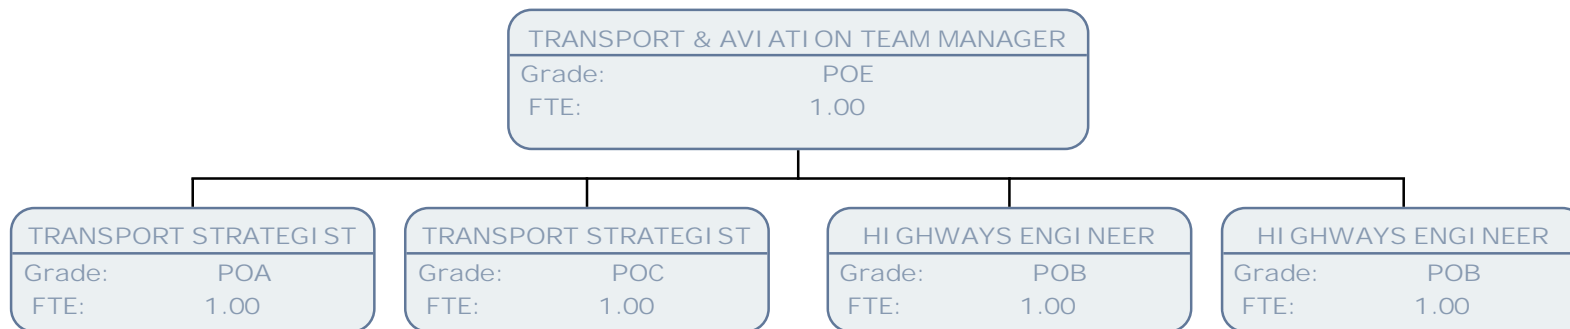 TRANSPORT & AVIATION TEAM MANAGER
Grade: POE
FTE: 1.00
TRANSPORT STRATEGIST
Grade: POA
FTE: 1.00
TRANSPORT STRATEGIST
Grade: POC
FTE: 1.00
HIGHWAYS ENGINEER
Grade: POB
FTE: 1.00
HIGHWAYS ENGINEER
Grade: POB
FTE: 1.00